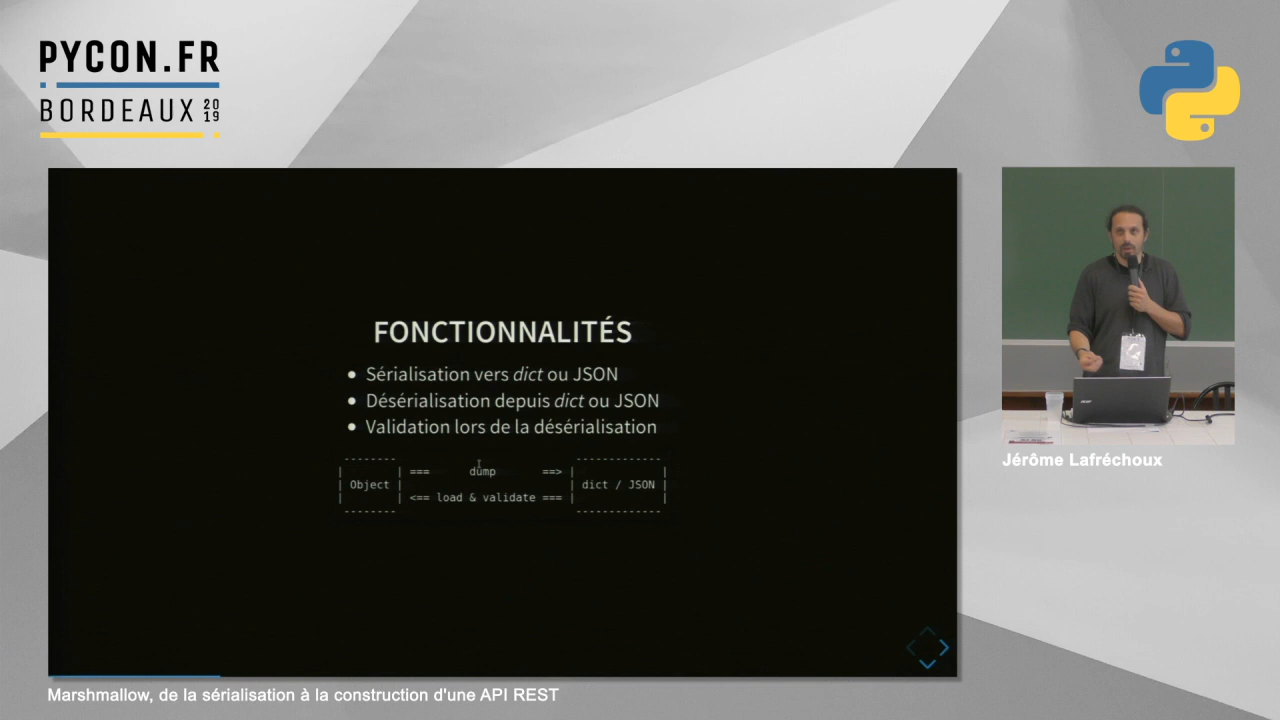 PYCON.FR
BORDEAUX 2019
FONCTIONNALITÉS
• Sérialisation vers dict ou JSON
• Désérialisation depuis dict ou JSON
• Validation lors de la désérialisation
-------- -------------
| | === dump ==> | |
| Object | | dict / JSON |
| | <== load & validate === | |
-------- -------------
acer
Jérôme Lafréchoux
Marshmallow, de la sérialisation à la construction d'une API REST